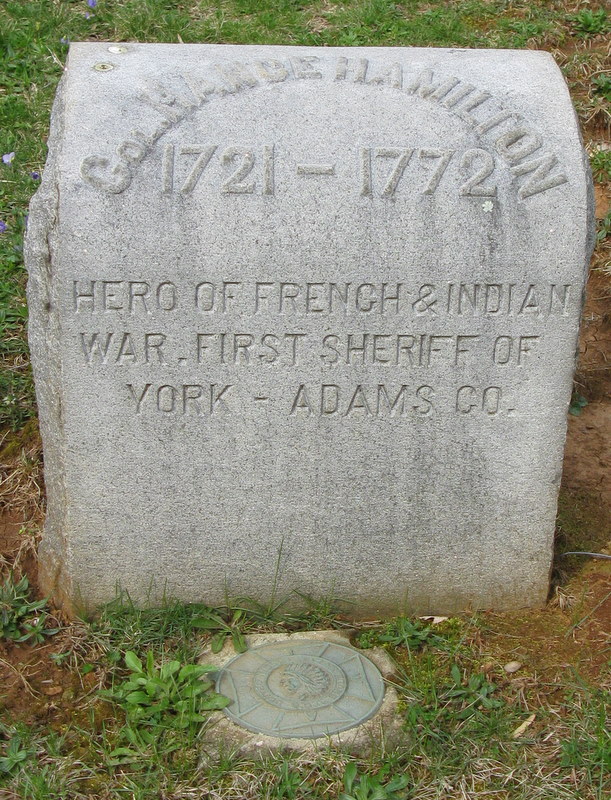 COL. HANCE HAMILTON
1721 – 1772
HERO OF FRENCH & INDIAN
WAR. FIRST SHERIFF OF
YORK - ADAMS CO.